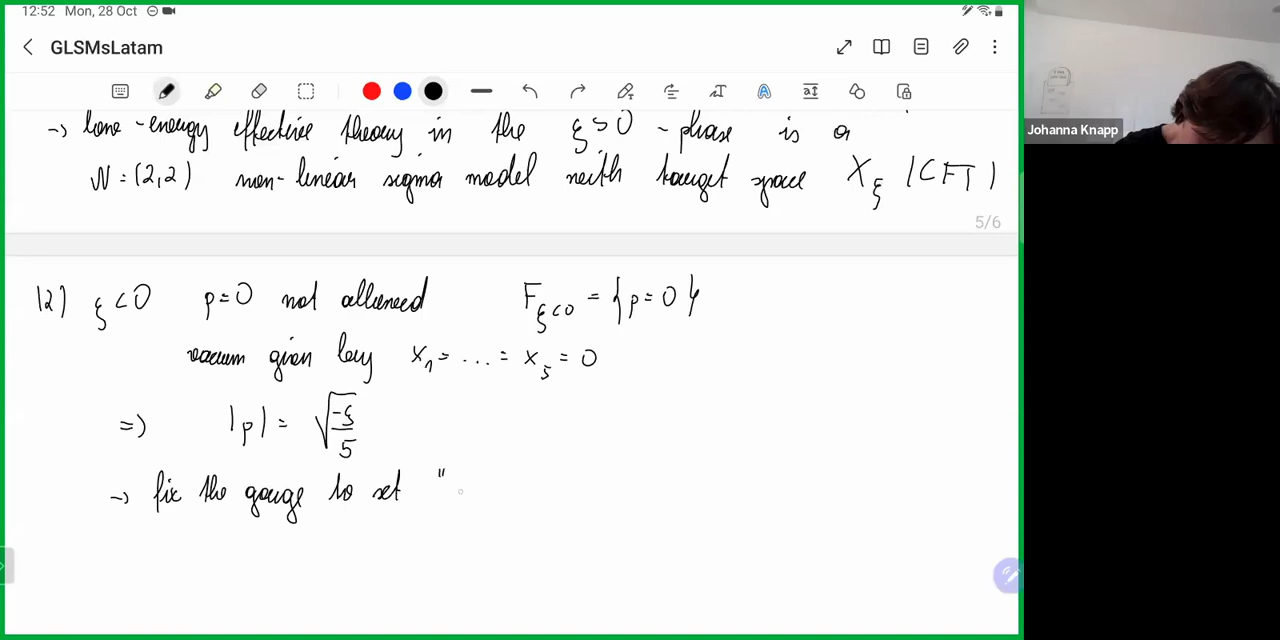 12:52 Mon, 28 Oct
GLSMsLatam
Johanna Knapp
→ low-energy effective theory in the ξ>0 - phase is a
N=(2,2) non-linear sigma model with target space X_ξ (CFT)
5/6
(2) ξ<0 p=0 not allowed F_{ξ<0} = {p=0}
vacuum given by x_1=...=x_5=0
=) |p| = √(-ξ/5)
→ fix the gauge to set "